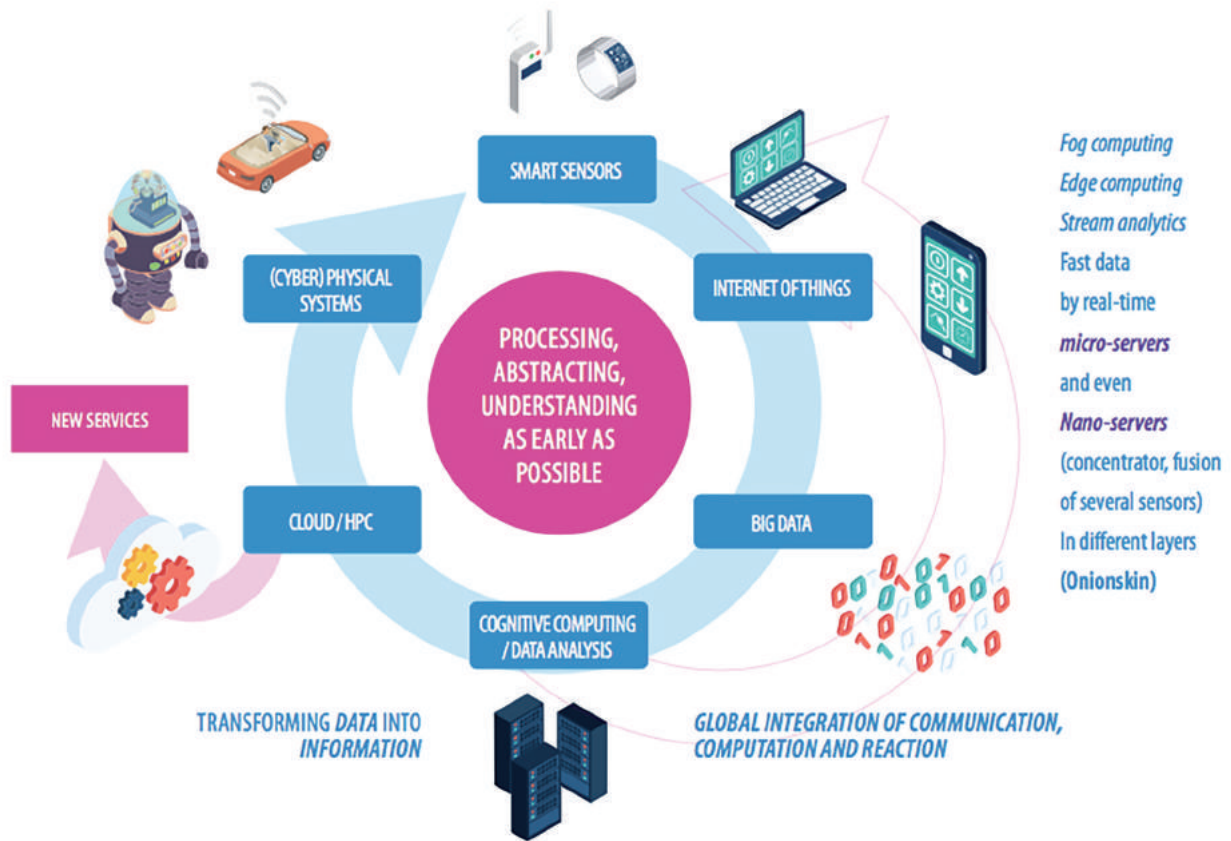 SMART SENSORS
(CYBER) PHYSICAL
SYSTEMS
INTERNET OF THINGS
PROCESSING,
ABSTRACTING,
UNDERSTANDING
AS EARLY AS
POSSIBLE
NEW SERVICES
CLOUD / HPC
BIG DATA
COGNITIVE COMPUTING
/ DATA ANALYSIS
TRANSFORMING DATA INTO
INFORMATION
GLOBAL INTEGRATION OF COMMUNICATION,
COMPUTATION AND REACTION
Fog computing
Edge computing
Stream analytics
Fast data
by real-time
micro-servers
and even
Nano-servers
(concentrator, fusion
of several sensors)
In different layers
(Onionskin)